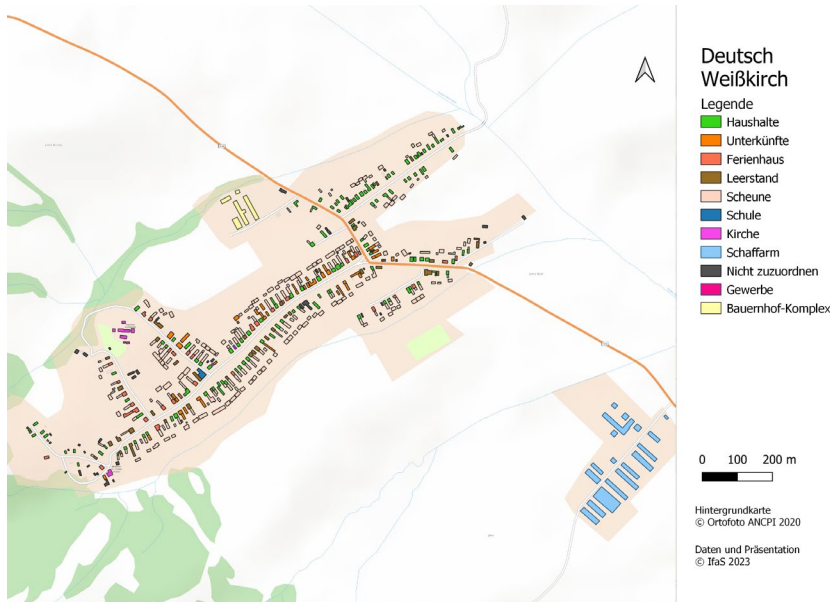 Deutsch
Weißkirch
Legende
Haushalte
Unterkünfte
Ferienhaus
Leerstand
Scheune
Schule
Kirche
Schaffarm
Nicht zuzuordnen
Gewerbe
Bauernhof-Komplex
0 100 200 m
Hintergrundkarte
© Ortofoto ANCPI 2020
Daten und Präsentation
© IfaS 2023